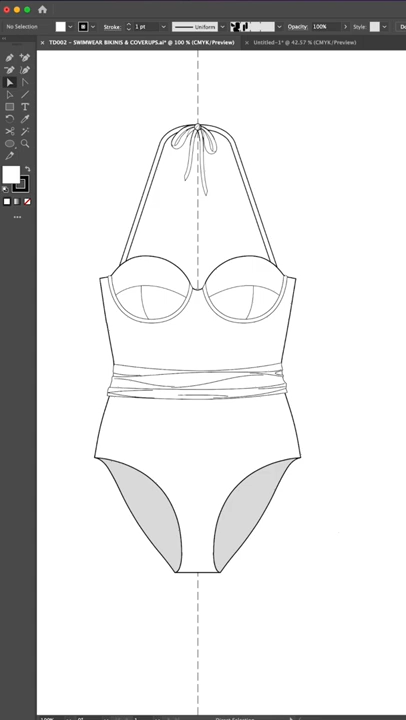 No Selection Stroke: 1 pt Uniform Opacity: 100% Style:
× TD002 - SWIMWEAR BIKINIS & COVERUPS.ai* @ 100 % (CMYK/Preview) × Untitled-1* @ 42.57 % (CMYK/Preview)
T